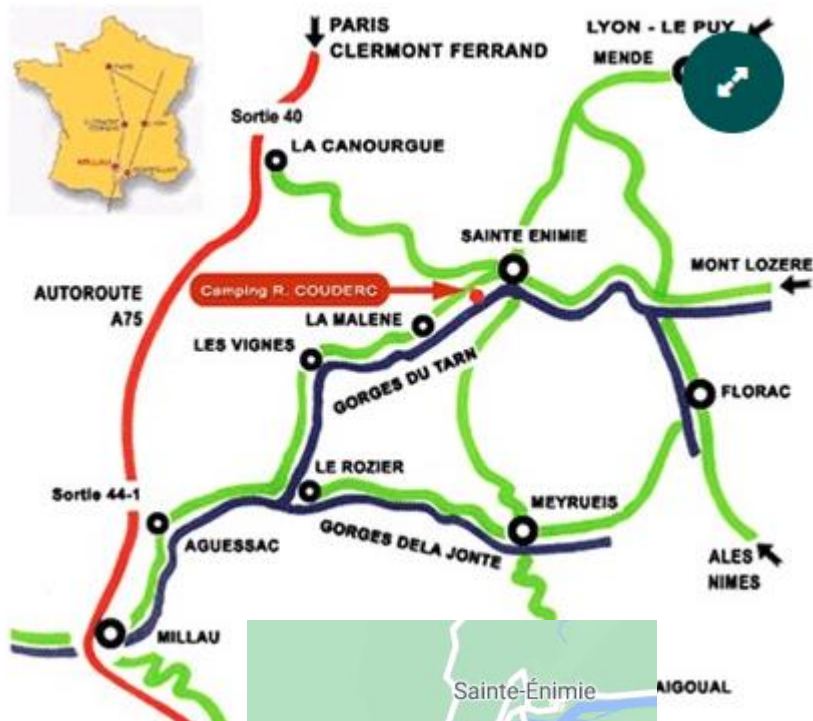 PARIS
CLERMONT FERRAND
LYON - LE PUY
MENDE
Sortie 40
LA CANOURGUE
SAINTE ENIMIE
MONT LOZERE
Camping R. COUDERC
AUTOROUTE
A75
LA MALENE
LES VIGNES
GORGES DU TARN
FLORAC
LE ROZIER
Sortie 44-1
MEYRUEIS
GORGES DELA JONTE
AGUESSAC
ALES
NIMES
MILLAU
Sainte-Énimie
AIGOUAL